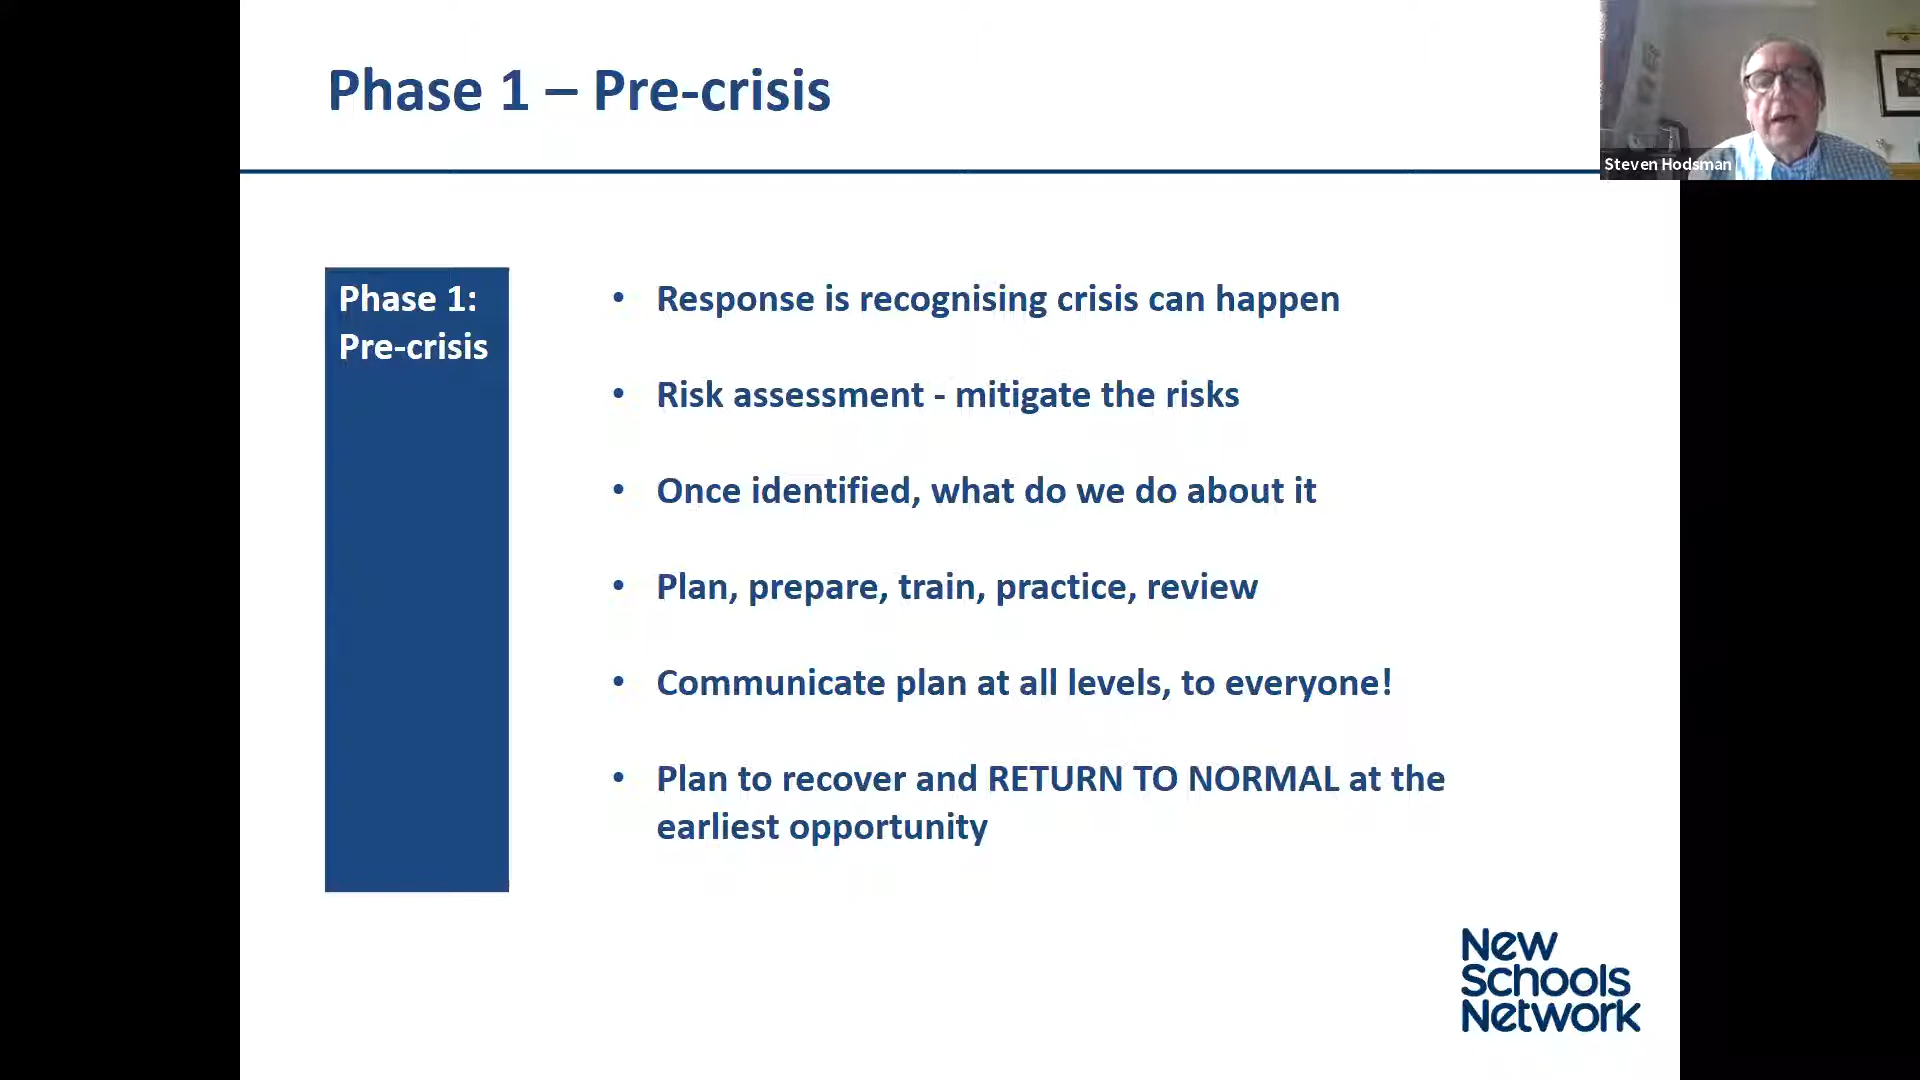 Phase 1 – Pre-crisis
Steven Hodsman
Phase 1:
Pre-crisis
• Response is recognising crisis can happen
• Risk assessment - mitigate the risks
• Once identified, what do we do about it
• Plan, prepare, train, practice, review
• Communicate plan at all levels, to everyone!
• Plan to recover and RETURN TO NORMAL at the
earliest opportunity
New
Schools
Network